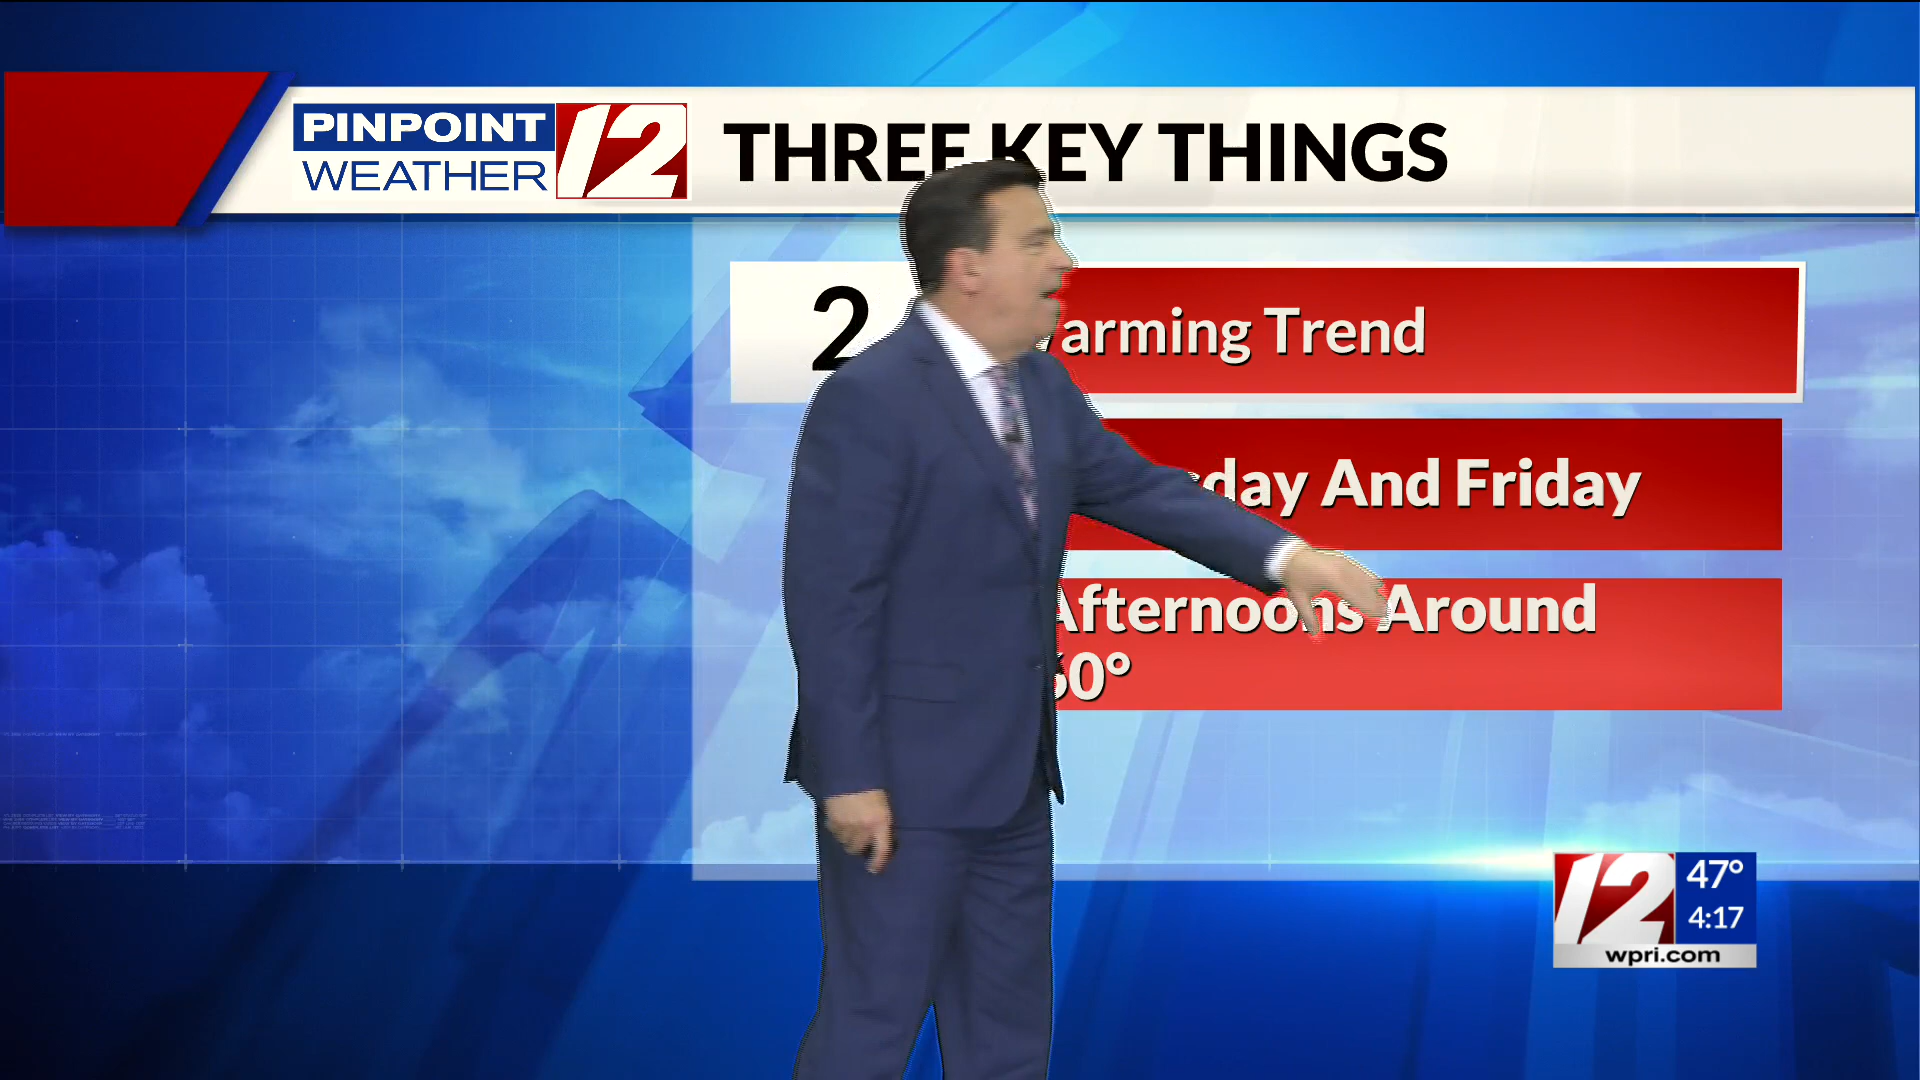 PINPOINT
WEATHER 12
THREE KEY THINGS
2
arming Trend
day And Friday
Afternoons Around
60°
12
47°
4:17
wpri.com